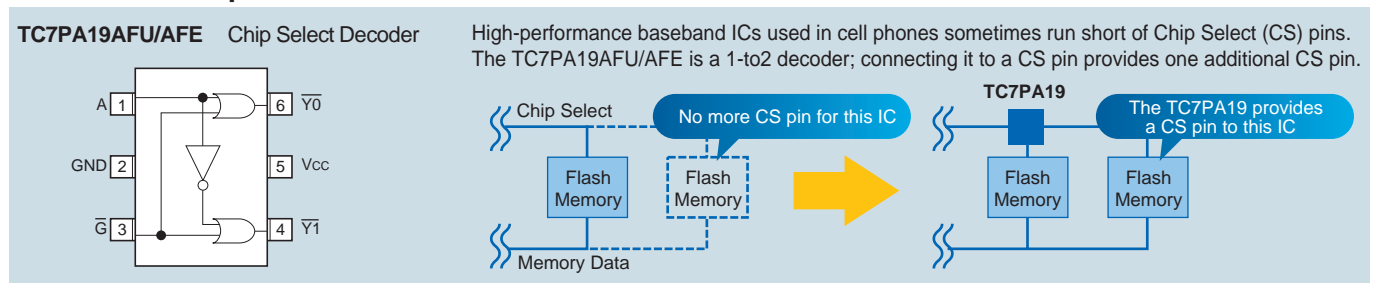 TC7PA19AFU/AFE Chip Select Decoder
A 1
6 Y̅0̅
GND 2
5 Vcc
G̅ 3
4 Y̅1̅
High-performance baseband ICs used in cell phones sometimes run short of Chip Select (CS) pins.
The TC7PA19AFU/AFE is a 1-to2 decoder; connecting it to a CS pin provides one additional CS pin.
Chip Select
No more CS pin for this IC
Flash
Memory
Flash
Memory
Memory Data
TC7PA19
The TC7PA19 provides
a CS pin to this IC
Flash
Memory
Flash
Memory